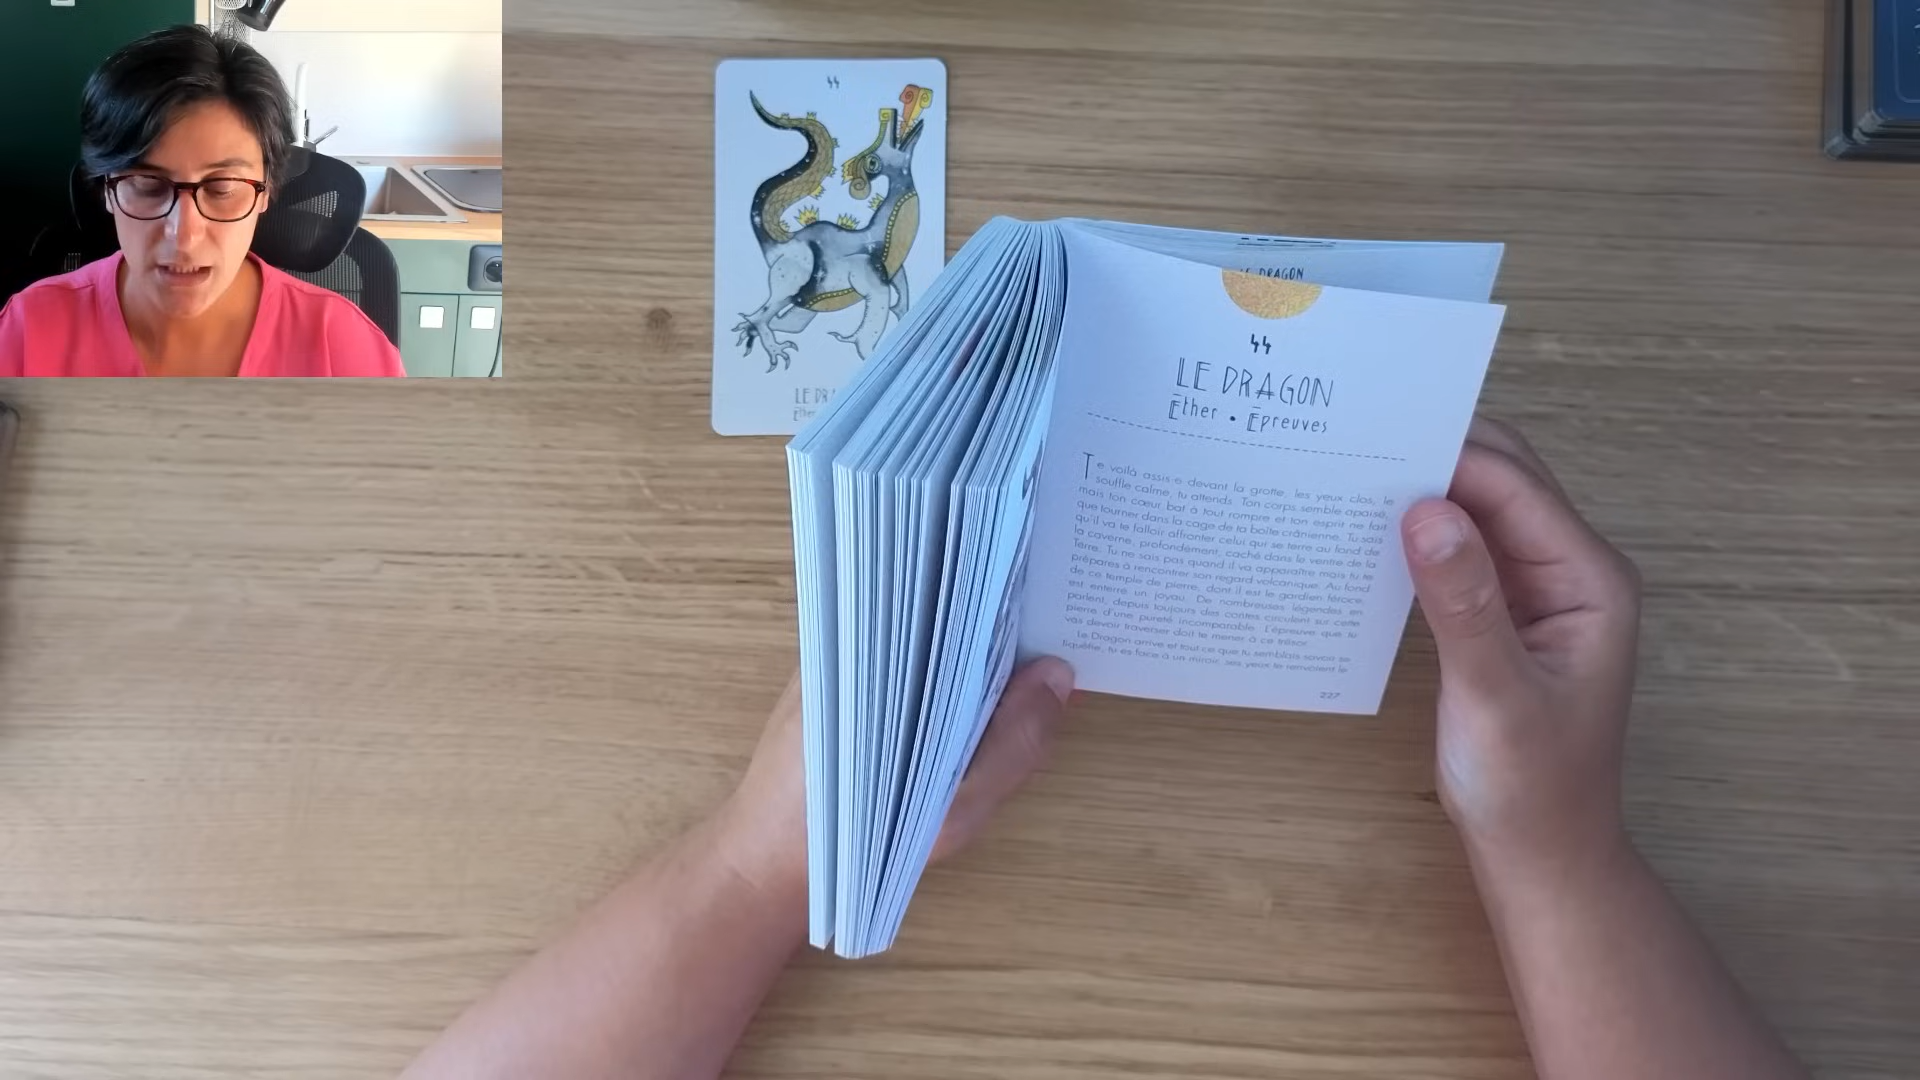 44
LE DRA
Ether
LE DRAGON
44
LE DRAGON
Ether • Epreuves
Te voilà assis·e devant la grotte, les yeux clos, le
souffle calme, tu attends. Ton corps semble apaisé,
mais ton cœur bat à tout rompre et ton esprit ne fait
que tourner dans la cage de ta boîte crânienne. Tu sais
qu'il va te falloir affronter celui qui se terre au fond de
la caverne, profondément, caché dans le ventre de la
Terre. Tu ne sais pas quand il va apparaître mais tu te
prépares à rencontrer son regard volcanique. Au fond
de ce temple de pierre, dont il est le gardien féroce,
est enterré un joyau. De nombreuses légendes en
parlent, depuis toujours des contes circulent sur cette
pierre d'une pureté incomparable. L'épreuve que tu
vas devoir traverser doit te mener à ce trésor.
Le Dragon arrive et tout ce que tu semblais savoir se
liquéfie, tu es face à un miroir, ses yeux te renvoient le
227